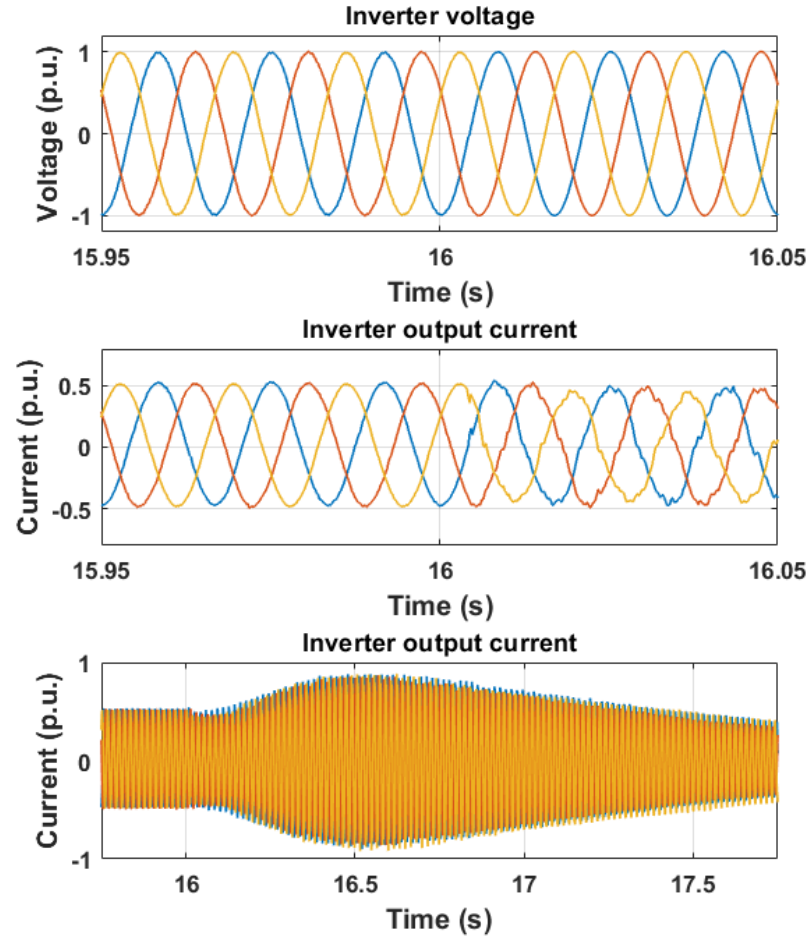 Inverter voltage
Voltage (p.u.)
1
0
-1
15.95 16 16.05
Time (s)
Inverter output current
Current (p.u.)
0.5
0
-0.5
15.95 16 16.05
Time (s)
Inverter output current
Current (p.u.)
1
0
-1
16 16.5 17 17.5
Time (s)